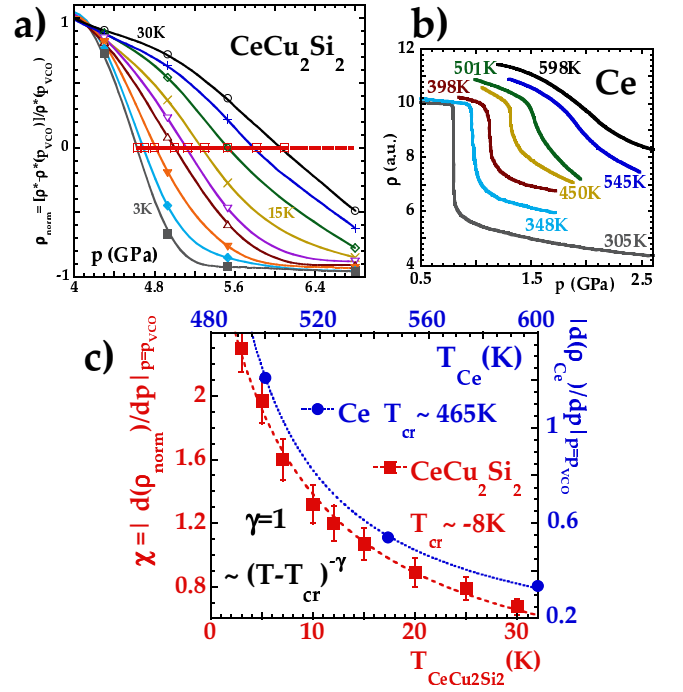 a)
CeCu2Si2
ρnorm = [ρ*-ρ*(pVCO)]/ρ*(pVCO)
1
0
-1
30K
15K
3K
p (GPa)
4
4.8
5.6
6.4
b)
Ce
ρ (a.u.)
12
10
8
6
4
501K
598K
398K
450K
545K
348K
305K
0.5
1.5
2.5
p (GPa)
480
520
560
600
c)
TCe (K)
χ = | d(ρnorm)/dp|p=pVCO
2
1.6
1.2
0.8
Ce Tcr ~ 465K
CeCu2Si2
Tcr ~ -8K
γ=1
~ (T-Tcr)-γ
|d(ρCe)/dp|p=pVCO
1
0.6
0.2
0
10
20
30
TCeCu2Si2 (K)